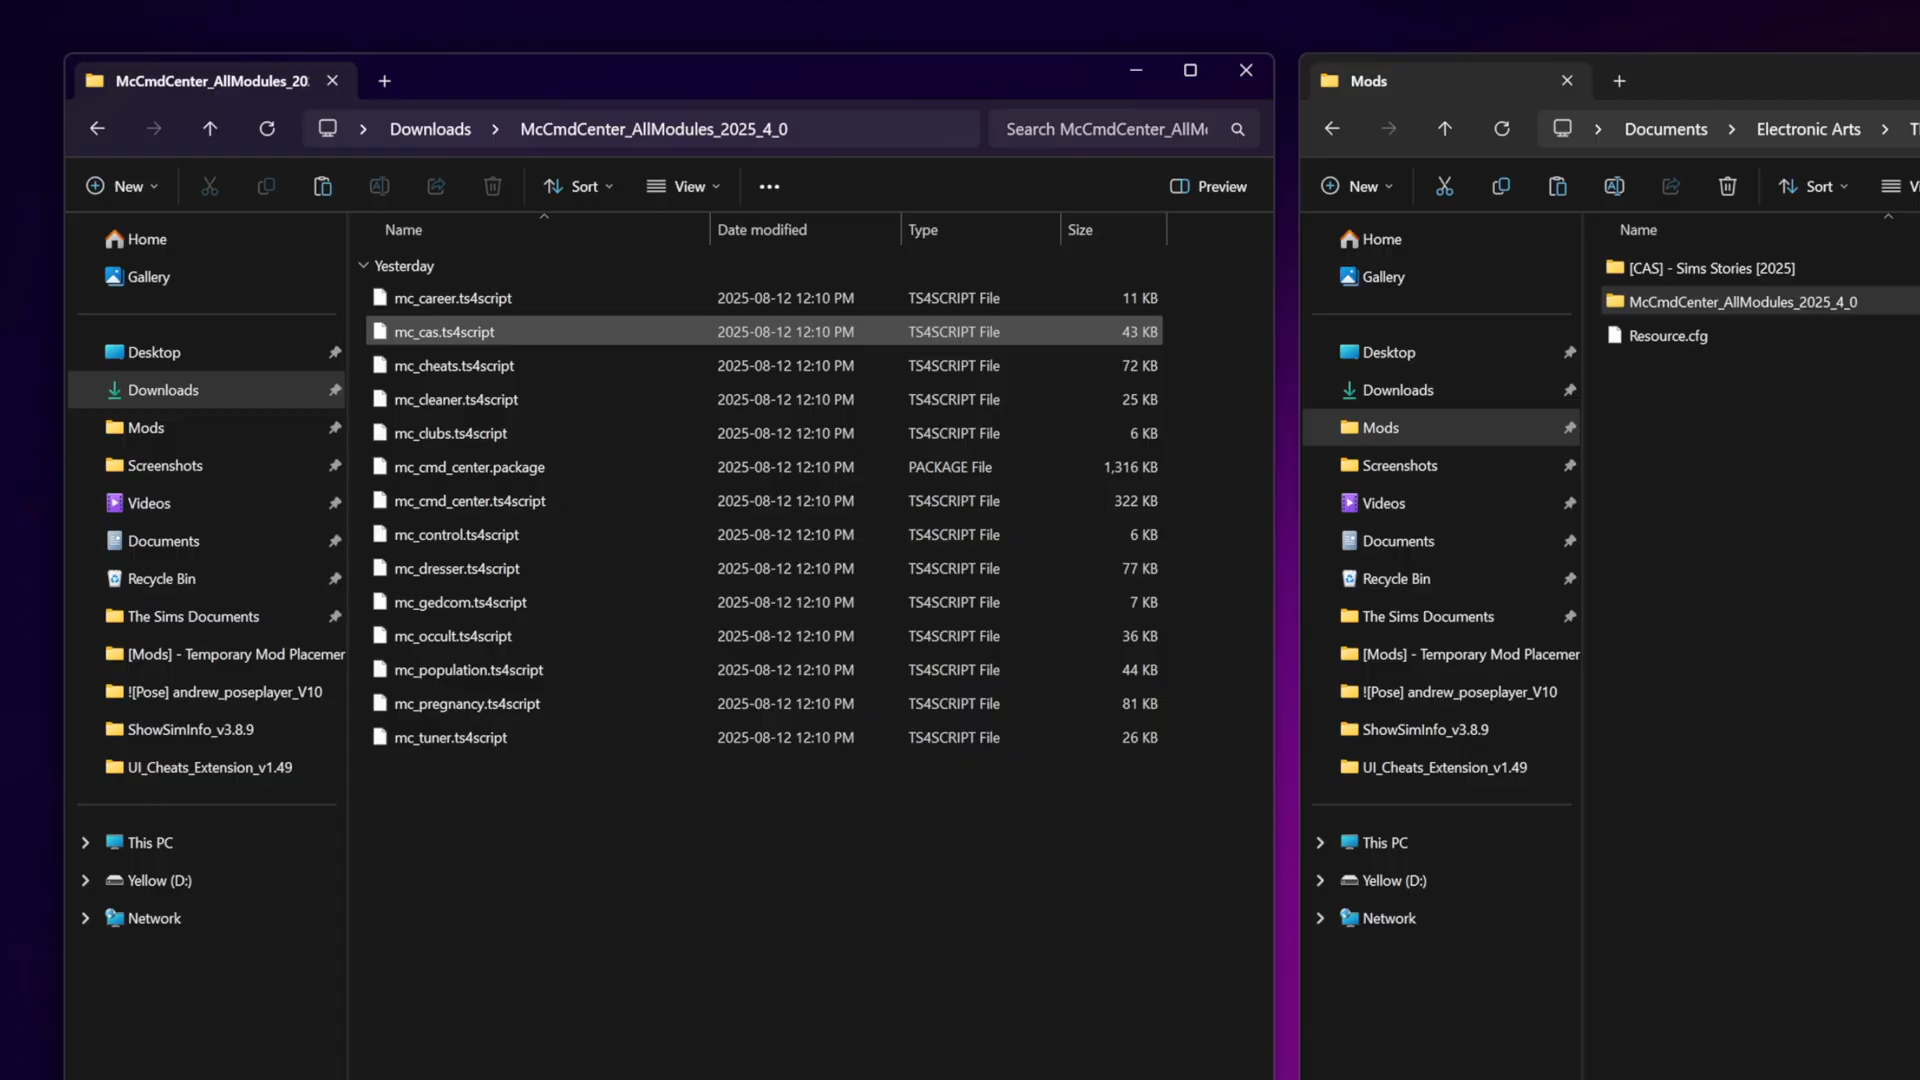 McCmdCenter_AllModules_20
Downloads
McCmdCenter_AllModules_2025_4_0
Search McCmdCenter_AllM
New
Sort
View
Preview
Name
Date modified
Type
Size
Home
Gallery
Desktop
Downloads
Mods
Screenshots
Videos
Documents
Recycle Bin
The Sims Documents
[Mods] - Temporary Mod Placemer
![Pose] andrew_poseplayer_V10
ShowSimInfo_v3.8.9
UI_Cheats_Extension_v1.49
This PC
Yellow (D:)
Network
Yesterday
mc_career.ts4script 2025-08-12 12:10 PM TS4SCRIPT File 11 KB
mc_cas.ts4script 2025-08-12 12:10 PM TS4SCRIPT File 43 KB
mc_cheats.ts4script 2025-08-12 12:10 PM TS4SCRIPT File 72 KB
mc_cleaner.ts4script 2025-08-12 12:10 PM TS4SCRIPT File 25 KB
mc_clubs.ts4script 2025-08-12 12:10 PM TS4SCRIPT File 6 KB
mc_cmd_center.package 2025-08-12 12:10 PM PACKAGE File 1,316 KB
mc_cmd_center.ts4script 2025-08-12 12:10 PM TS4SCRIPT File 322 KB
mc_control.ts4script 2025-08-12 12:10 PM TS4SCRIPT File 6 KB
mc_dresser.ts4script 2025-08-12 12:10 PM TS4SCRIPT File 77 KB
mc_gedcom.ts4script 2025-08-12 12:10 PM TS4SCRIPT File 7 KB
mc_occult.ts4script 2025-08-12 12:10 PM TS4SCRIPT File 36 KB
mc_population.ts4script 2025-08-12 12:10 PM TS4SCRIPT File 44 KB
mc_pregnancy.ts4script 2025-08-12 12:10 PM TS4SCRIPT File 81 KB
mc_tuner.ts4script 2025-08-12 12:10 PM TS4SCRIPT File 26 KB
Mods
Documents
Electronic Arts
New
Sort
Name
Home
Gallery
Desktop
Downloads
Mods
Screenshots
Videos
Documents
Recycle Bin
The Sims Documents
[Mods] - Temporary Mod Placemer
![Pose] andrew_poseplayer_V10
ShowSimInfo_v3.8.9
UI_Cheats_Extension_v1.49
This PC
Yellow (D:)
Network
[CAS] - Sims Stories [2025]
McCmdCenter_AllModules_2025_4_0
Resource.cfg